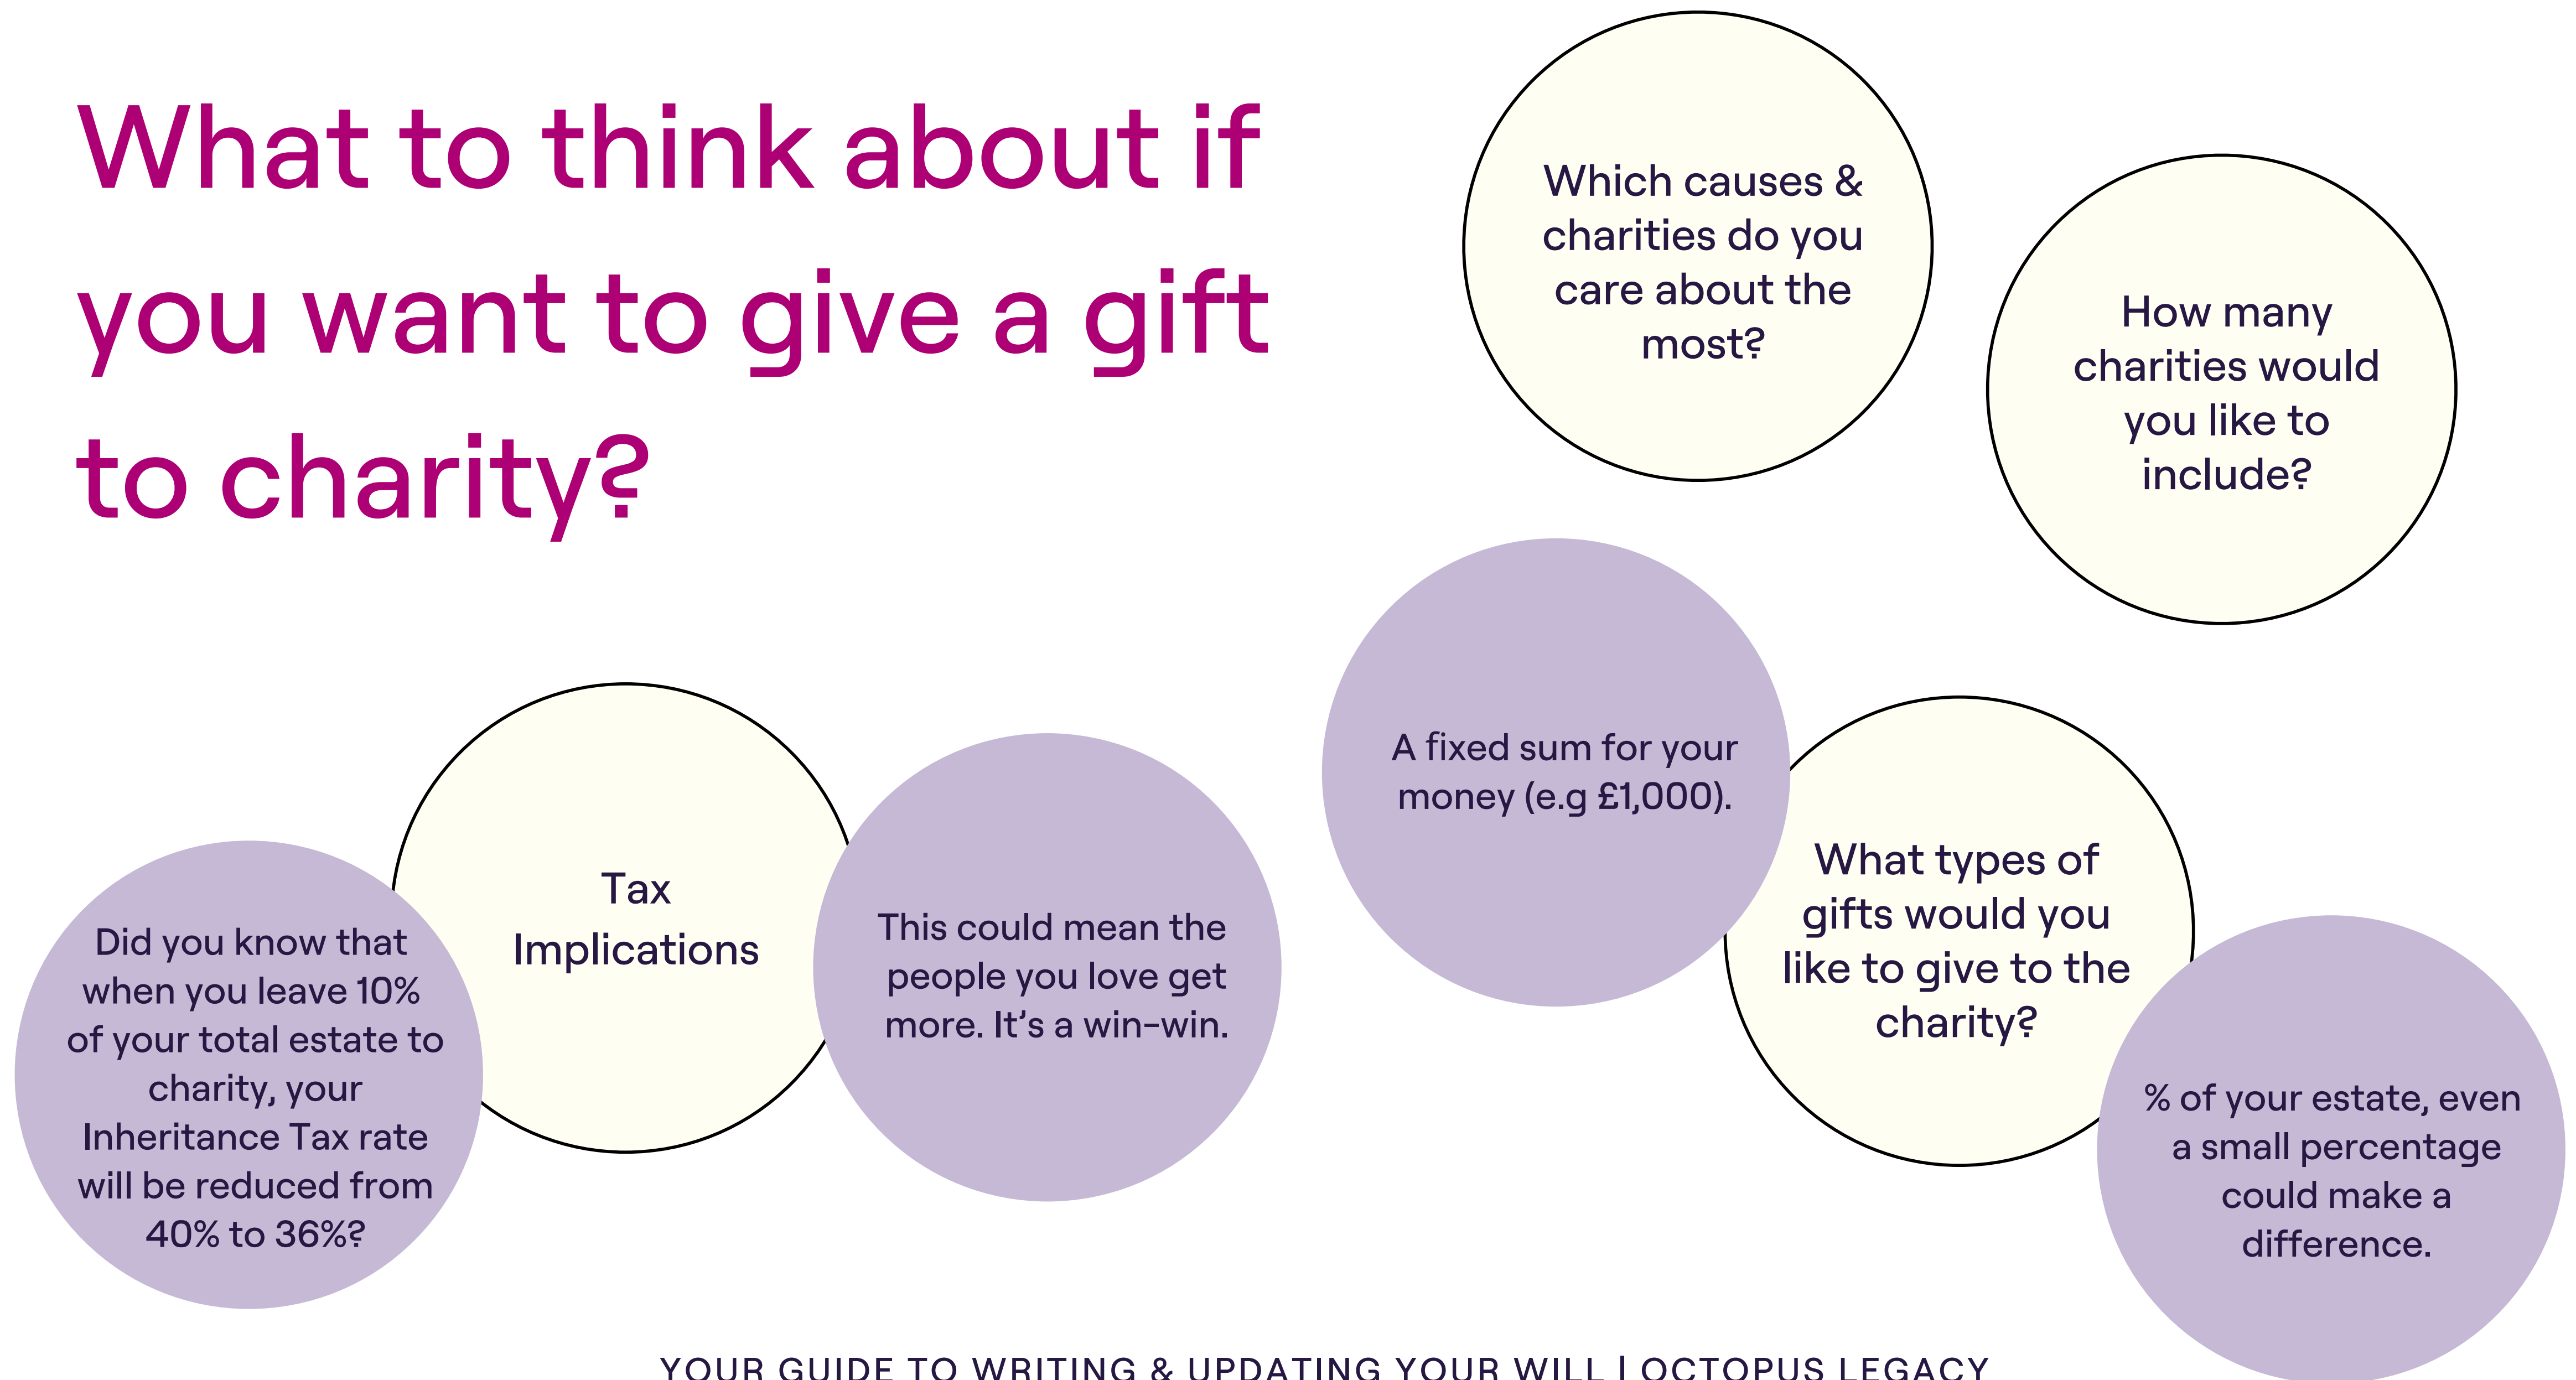 What to think about if
you want to give a gift
to charity?
Which causes &
charities do you
care about the
most?
How many
charities would
you like to
include?
Tax
Implications
Did you know that
when you leave 10%
of your total estate to
charity, your
Inheritance Tax rate
will be reduced from
40% to 36%?
This could mean the
people you love get
more. It’s a win-win.
A fixed sum for your
money (e.g £1,000).
What types of
gifts would you
like to give to the
charity?
% of your estate, even
a small percentage
could make a
difference.
YOUR GUIDE TO WRITING & UPDATING YOUR WILL | OCTOPUS LEGACY